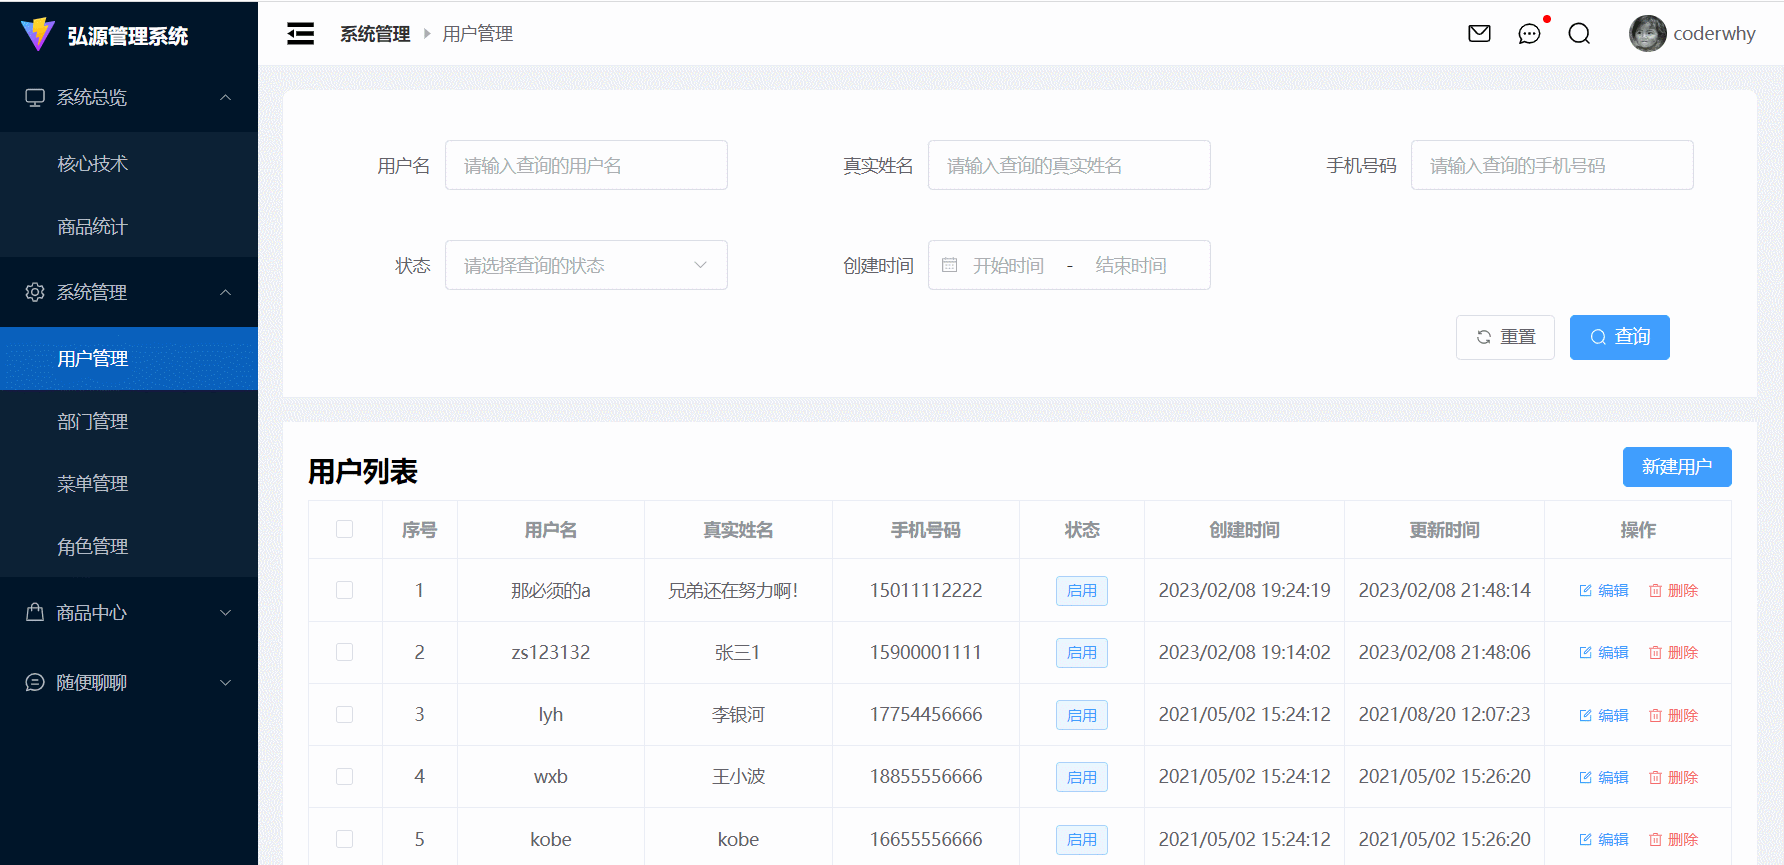 弘源管理系统
系统总览
核心技术
商品统计
系统管理
用户管理
部门管理
菜单管理
角色管理
商品中心
随便聊聊
系统管理 用户管理
coderwhy
用户名 请输入查询的用户名 真实姓名 请输入查询的真实姓名 手机号码 请输入查询的手机号码
状态 请选择查询的状态 创建时间 开始时间 - 结束时间
重置 查询
用户列表 新建用户
序号 用户名 真实姓名 手机号码 状态 创建时间 更新时间 操作
1 那必须的a 兄弟还在努力啊! 15011112222 启用 2023/02/08 19:24:19 2023/02/08 21:48:14 编辑 删除
2 zs123132 张三1 15900001111 启用 2023/02/08 19:14:02 2023/02/08 21:48:06 编辑 删除
3 lyh 李银河 17754456666 启用 2021/05/02 15:24:12 2021/08/20 12:07:23 编辑 删除
4 wxb 王小波 18855556666 启用 2021/05/02 15:24:12 2021/05/02 15:26:20 编辑 删除
5 kobe kobe 16655556666 启用 2021/05/02 15:24:12 2021/05/02 15:26:20 编辑 删除